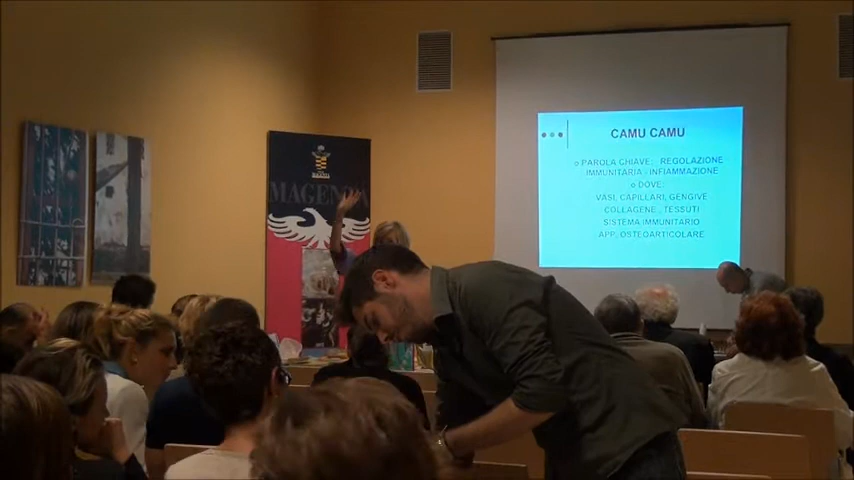 CAMU CAMU
o PAROLA CHIAVE: REGOLAZIONE
IMMUNITARIA - INFIAMMAZIONE
o DOVE:
VASI, CAPILLARI, GENGIVE
COLLAGENE, TESSUTI
SISTEMA IMMUNITARIO
APP. OSTEOARTICOLARE
MAGENTA